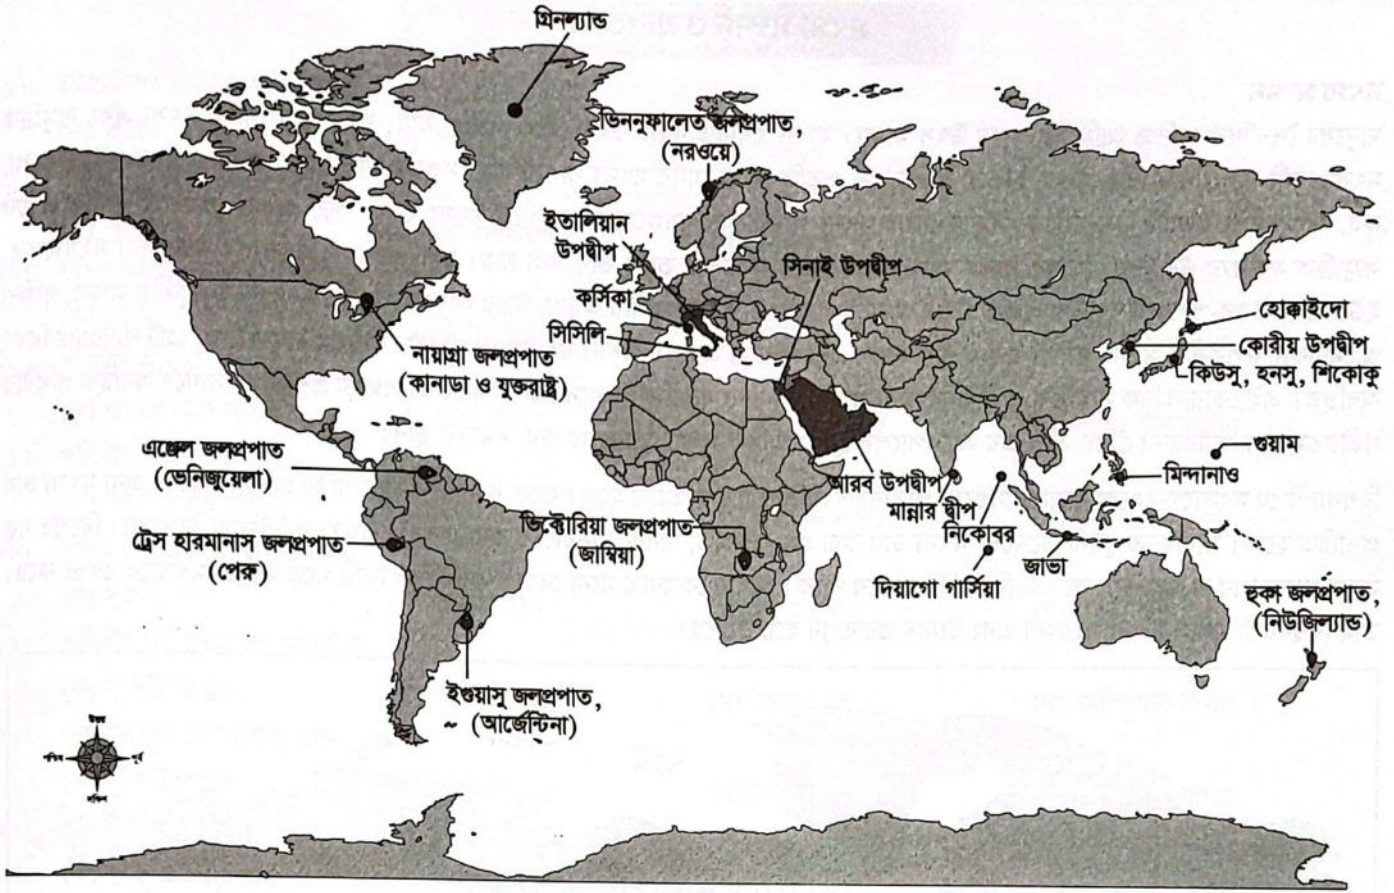 গ্রিনল্যান্ড
ভিননুফালেত জলপ্রপাত,
(নরওয়ে)
ইতালিয়ান
উপদ্বীপ
সিনাই উপদ্বীপ
কর্সিকা
সিসিলি
হোক্কাইদো
কোরীয় উপদ্বীপ
কিউসু, হনসু, শিকোকু
নায়াগ্রা জলপ্রপাত
(কানাডা ও যুক্তরাষ্ট্র)
এঞ্জেল জলপ্রপাত
(ভেনিজুয়েলা)
গুয়াম
মিন্দানাও
আরব উপদ্বীপ
মান্নার দ্বীপ
নিকোবর
ভিক্টোরিয়া জলপ্রপাত
(জাম্বিয়া)
ট্রেস হারমানাস জলপ্রপাত
(পেরু)
জাভা
দিয়াগো গার্সিয়া
হুকা জলপ্রপাত,
(নিউজিল্যান্ড)
ইগুয়াসু জলপ্রপাত,
(আর্জেন্টিনা)
উত্তর
পশ্চিম
পূর্ব
দক্ষিণ